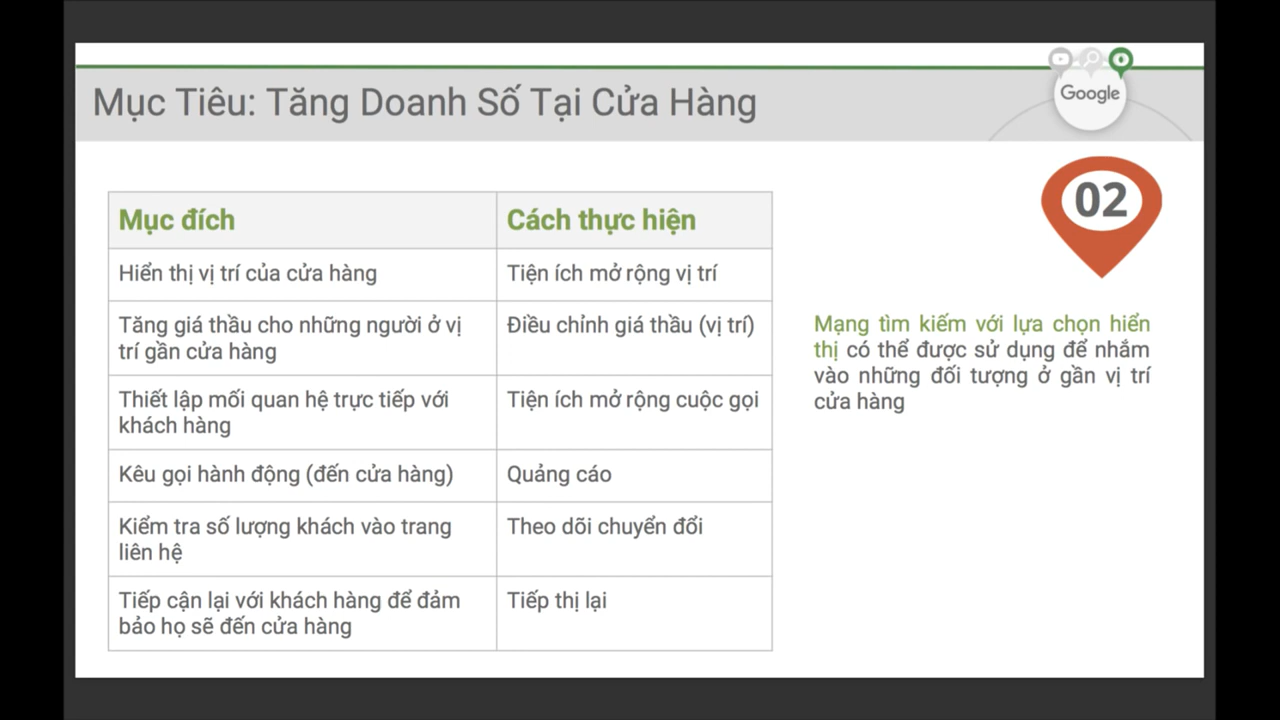 Google
Mục Tiêu: Tăng Doanh Số Tại Cửa Hàng
02
Mục đích
Cách thực hiện
Hiển thị vị trí của cửa hàng
Tiện ích mở rộng vị trí
Tăng giá thầu cho những người ở vị
trí gần cửa hàng
Điều chỉnh giá thầu (vị trí)
Thiết lập mối quan hệ trực tiếp với
khách hàng
Tiện ích mở rộng cuộc gọi
Kêu gọi hành động (đến cửa hàng)
Quảng cáo
Kiểm tra số lượng khách vào trang
liên hệ
Theo dõi chuyển đổi
Tiếp cận lại với khách hàng để đảm
bảo họ sẽ đến cửa hàng
Tiếp thị lại
Mạng tìm kiếm với lựa chọn hiển
thị có thể được sử dụng để nhắm
vào những đối tượng ở gần vị trí
cửa hàng